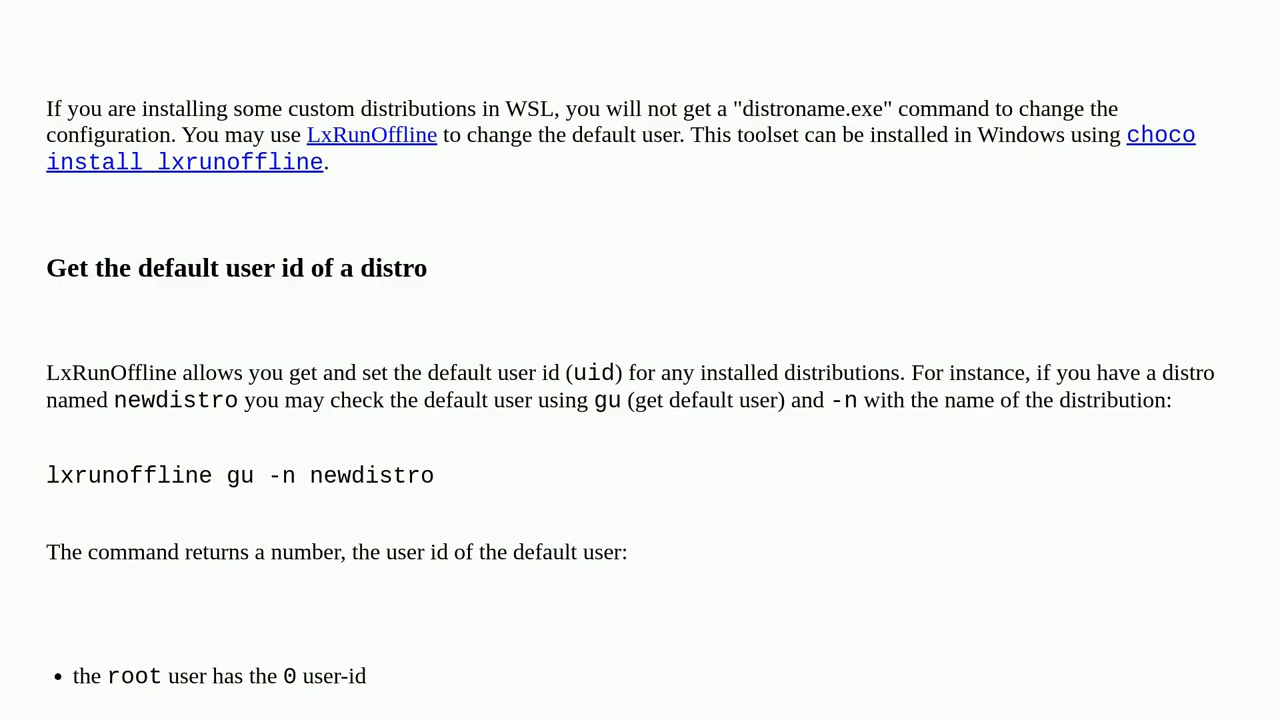 If you are installing some custom distributions in WSL, you will not get a "distroname.exe" command to change the
configuration. You may use LxRunOffline to change the default user. This toolset can be installed in Windows using choco
install lxrunoffline.
Get the default user id of a distro
LxRunOffline allows you get and set the default user id (uid) for any installed distributions. For instance, if you have a distro
named newdistro you may check the default user using gu (get default user) and -n with the name of the distribution:
lxrunoffline gu -n newdistro
The command returns a number, the user id of the default user:
• the root user has the 0 user-id